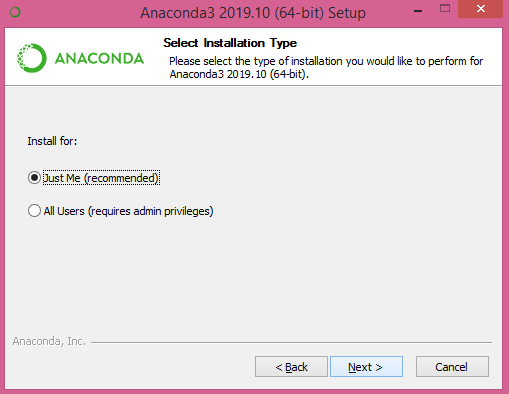 Anaconda3 2019.10 (64-bit) Setup
ANACONDA
Select Installation Type
Please select the type of installation you would like to perform for
Anaconda3 2019.10 (64-bit).
Install for:
Just Me (recommended)
All Users (requires admin privileges)
Anaconda, Inc.
< Back
Next >
Cancel